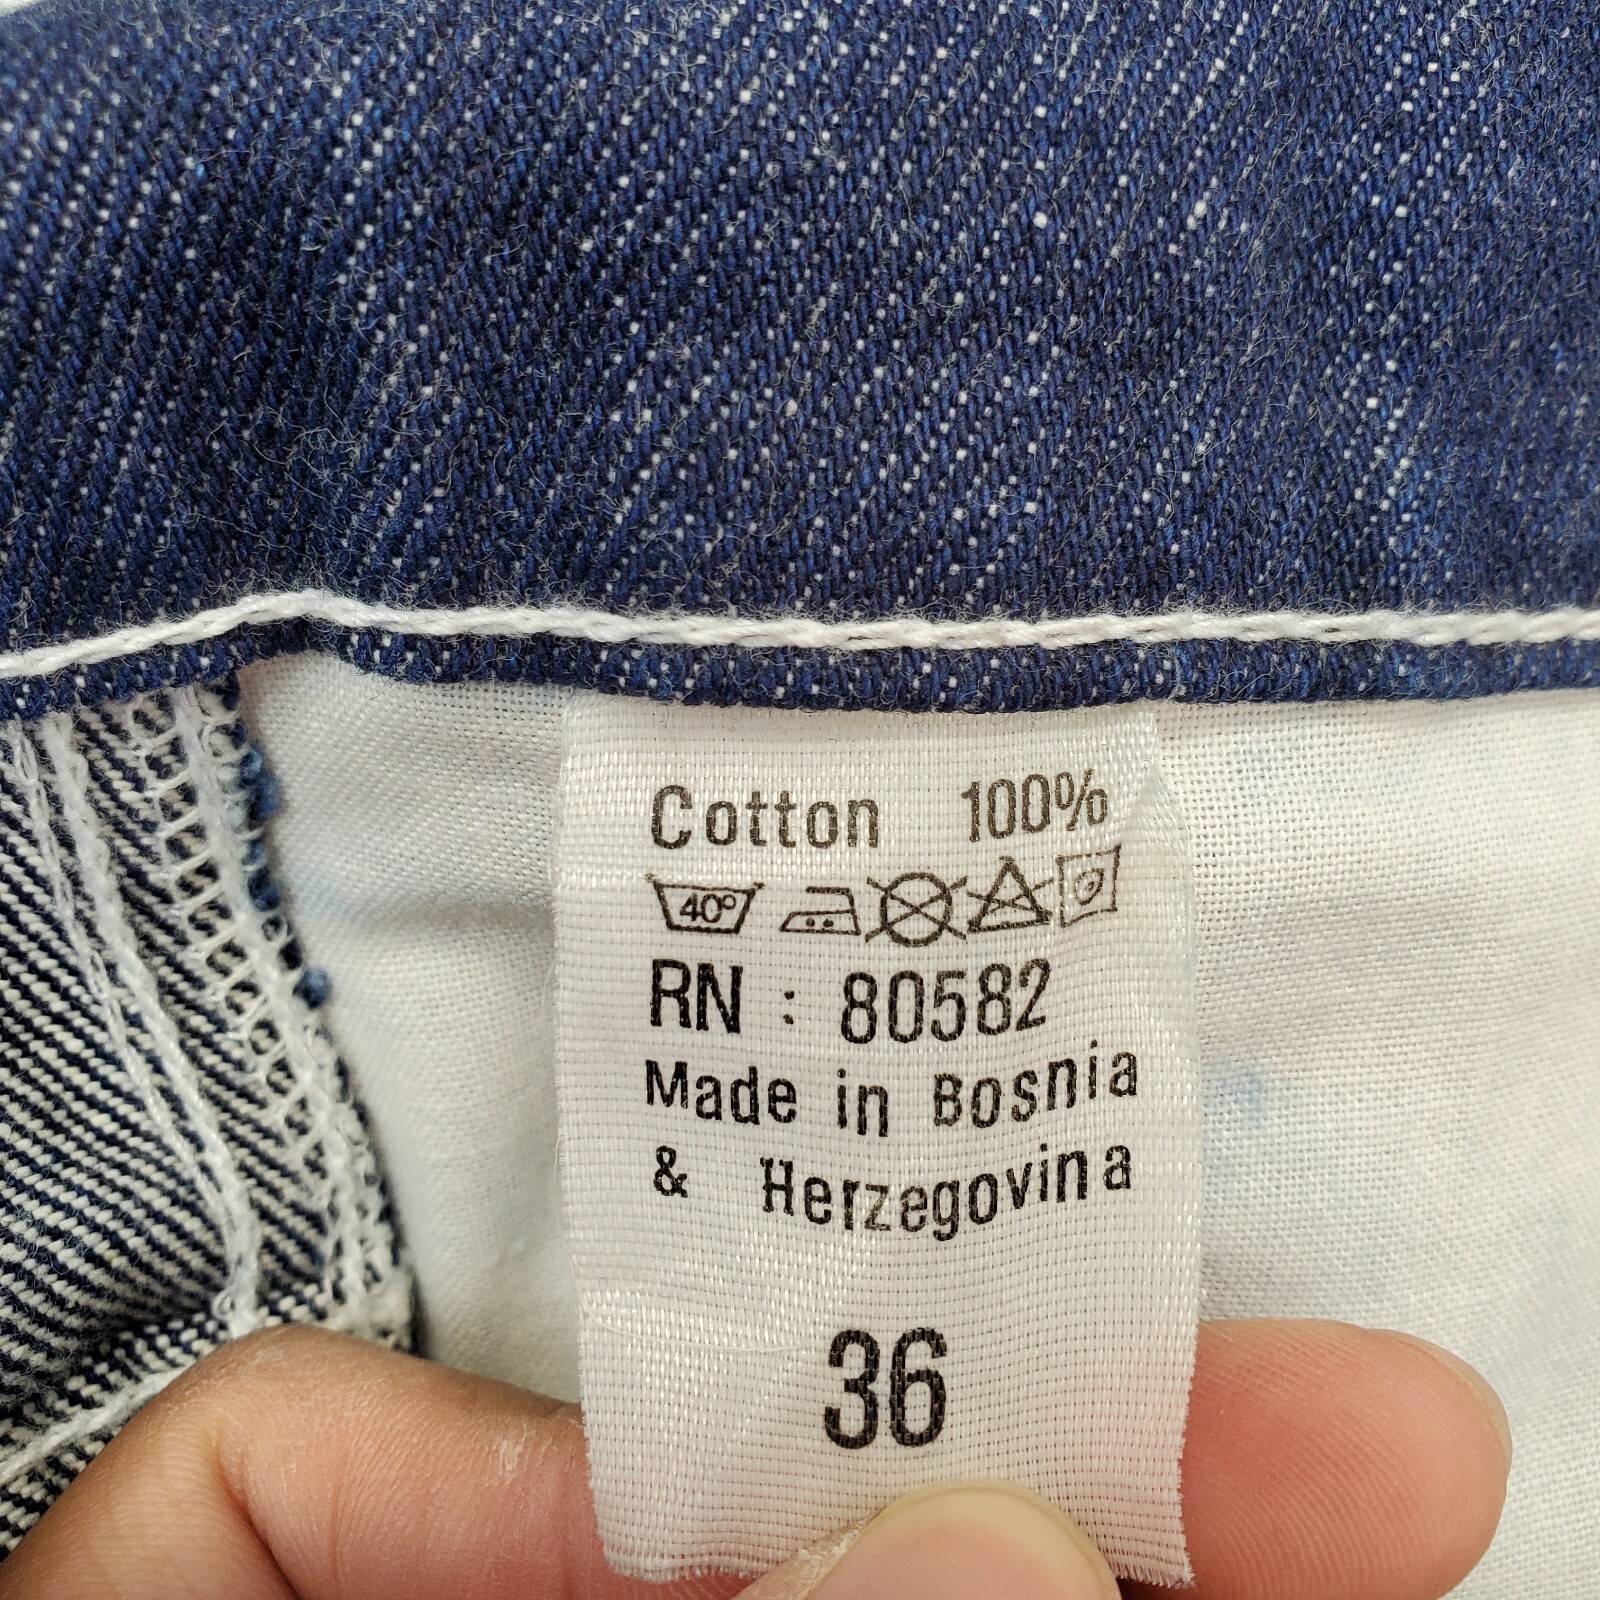 Cotton 100%
40°
RN : 80582
Made in Bosnia
& Herzegovina
36